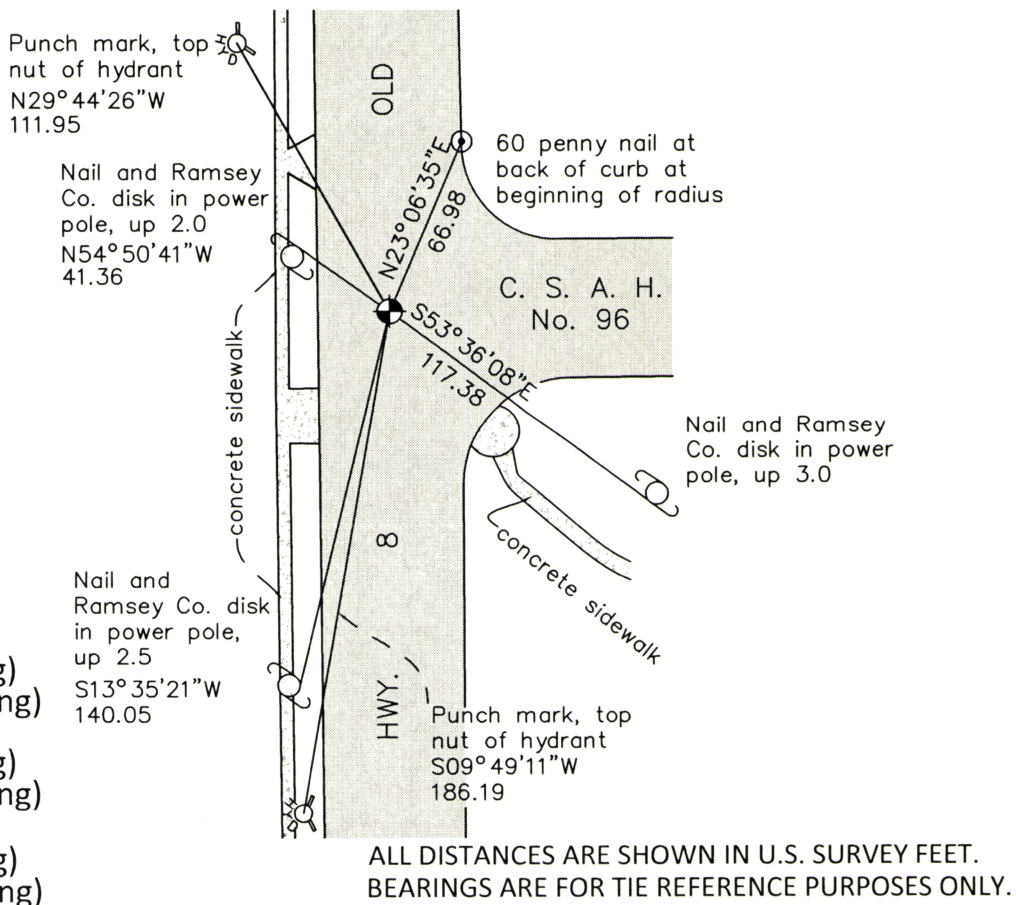 Punch mark, top
nut of hydrant
N29°44'26"W
111.95
HYD
OLD
60 penny nail at
back of curb at
beginning of radius
N23°06'35"E
66.98
Nail and Ramsey
Co. disk in power
pole, up 2.0
N54°50'41"W
41.36
C. S. A. H.
No. 96
S53°36'08"E
117.38
concrete sidewalk
Nail and Ramsey
Co. disk in power
pole, up 3.0
8
concrete sidewalk
Nail and
Ramsey Co. disk
in power pole,
up 2.5
S13°35'21"W
140.05
HWY.
Punch mark, top
nut of hydrant
S09°49'11"W
186.19
HYD
g)
ng)
g)
ng)
g)
ng)
ALL DISTANCES ARE SHOWN IN U.S. SURVEY FEET.
BEARINGS ARE FOR TIE REFERENCE PURPOSES ONLY.